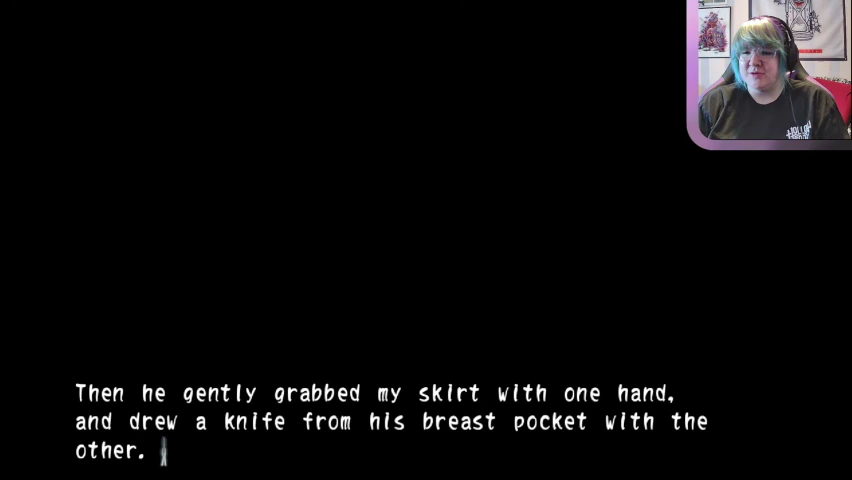 Then he gently grabbed my skirt with one hand,
and drew a knife from his breast pocket with the
other.